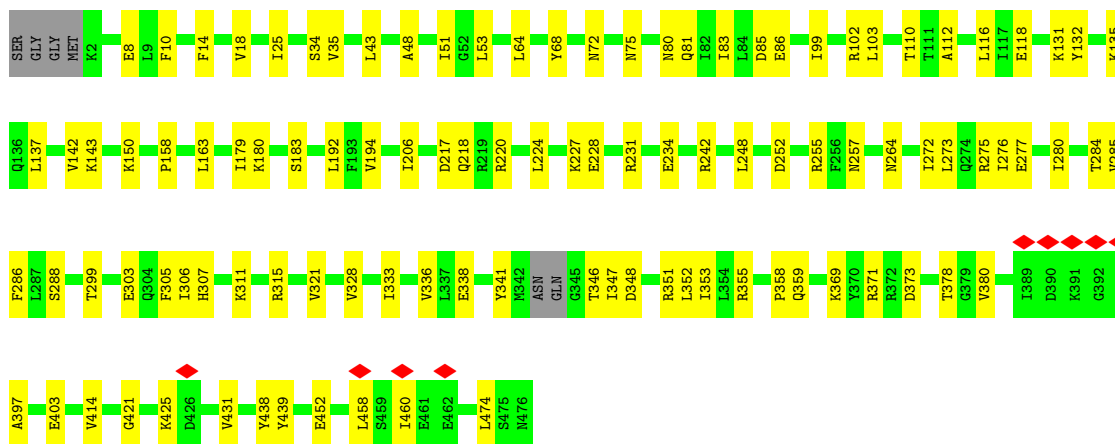 SER GLY GLY MET K2 E8 L9 F10 F14 V18 I25 S34 V35 L43 A48 I51 G52 L53 L64 Y68 N72 N75 N80 Q81 I82 I83 L84 D85 E86 I99 R102 L103 T110 T111 A112 L116 I117 E118 K131 Y132 K135
Q136 L137 V142 K143 K150 P158 L163 I179 K180 S183 L192 F193 V194 I206 D217 Q218 R219 R220 L224 K227 E228 R231 E234 R242 L248 D252 R255 F256 N257 N264 I272 L273 Q274 R275 I276 E277 I280 T284 V285
F286 L287 S288 T299 E303 Q304 F305 I306 H307 K311 R315 V321 V328 I333 V336 L337 E338 Y341 M342 ASN GLN G345 T346 I347 D348 R351 L352 I353 L354 R355 P358 Q359 K369 Y370 R371 R372 D373 T378 G379 V380 I389 D390 K391 G392
A397 E403 V414 G421 K425 D426 V431 Y438 Y439 E452 L458 S459 I460 E461 E462 L474 S475 N476